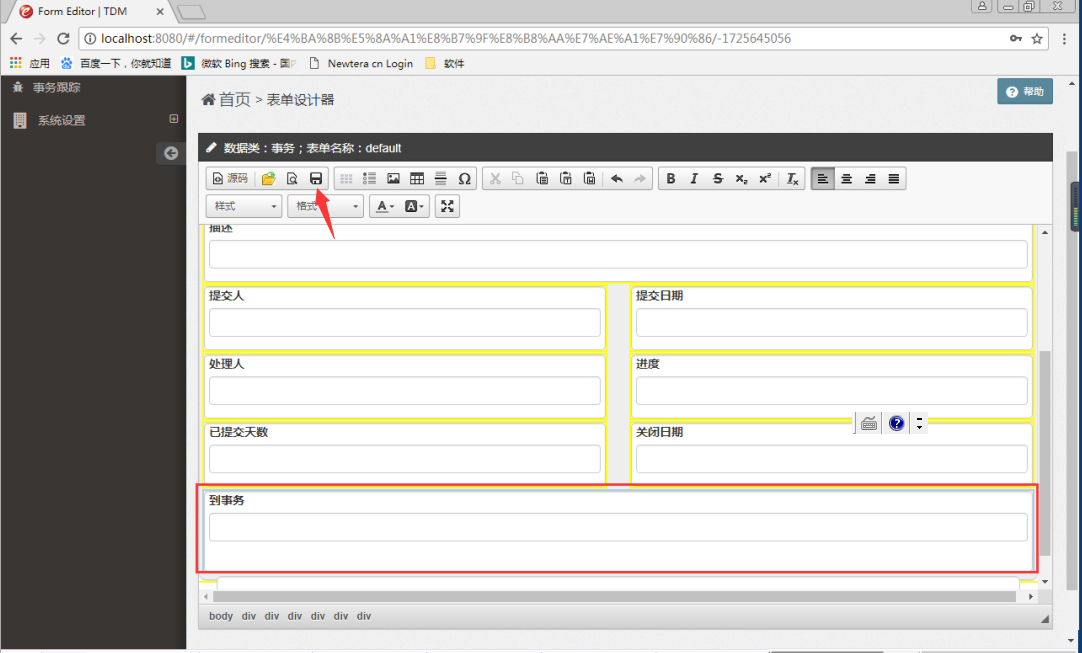 Form Editor | TDM
localhost:8080/#/formeditor/%E4%BA%8B%E5%8A%A1%E8%B7%9F%E8%B8%AA%E7%AE%A1%E7%90%86/-1725645056
应用 百度一下，你就知道 微软 Bing 搜索 - 国 Newtera cn Login 软件
事务跟踪
系统设置
首页 > 表单设计器
帮助
数据类：事务；表单名称：default
源码
B I S x₂ x² Tx
样式 格式 A A
描述
提交人 提交日期
处理人 进度
已提交天数 关闭日期
到事务
body div div div div div div